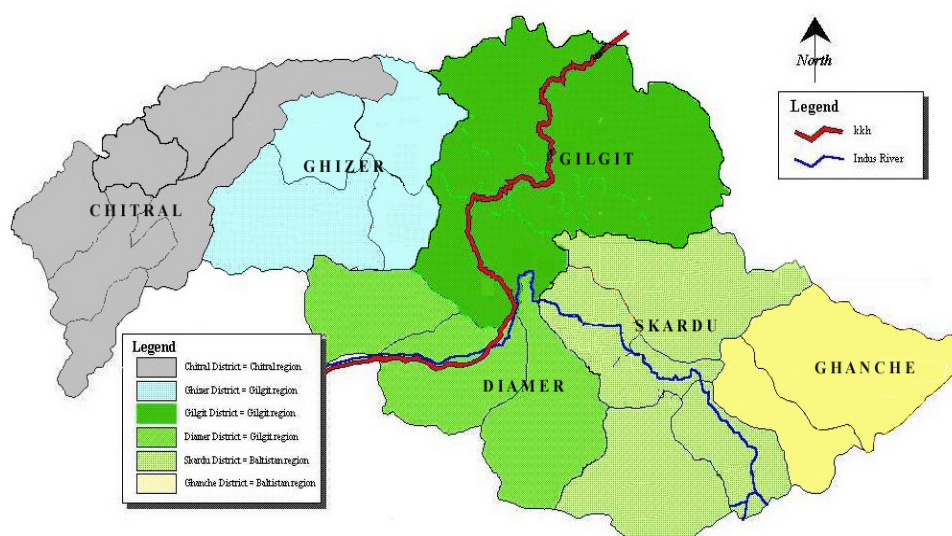 North
Legend
kkh
Indus River
GILGIT
GHIZER
CHITRAL
SKARDU
GHANCHE
DIAMER
Legend
Chitral District = Chitral region
Ghizer District = Gilgit region
Gilgit District = Gilgit region
Diamer District = Gilgit region
Skardu District = Baltistan region
Ghanche District = Baltistan region